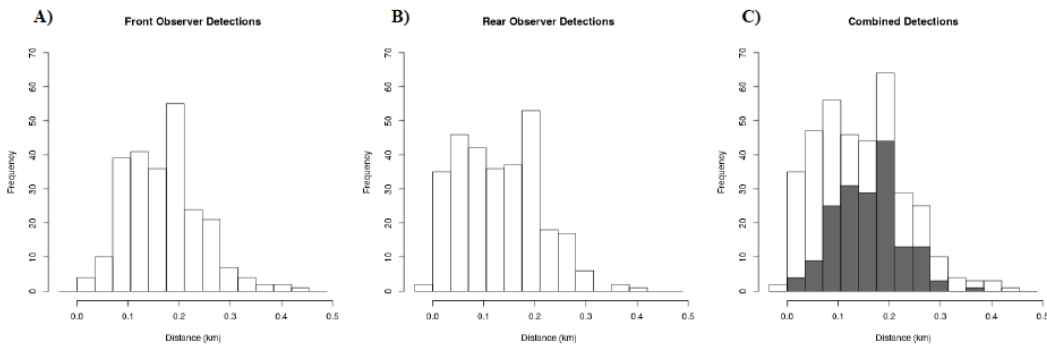 A)
Front Observer Detections
Frequency
0
10
20
30
40
50
60
70
0.0 0.1 0.2 0.3 0.4 0.5
Distance (km)
B)
Rear Observer Detections
Frequency
0
10
20
30
40
50
60
70
0.0 0.1 0.2 0.3 0.4 0.5
Distance (km)
C)
Combined Detections
Frequency
0
10
20
30
40
50
60
70
0.0 0.1 0.2 0.3 0.4 0.5
Distance (km)